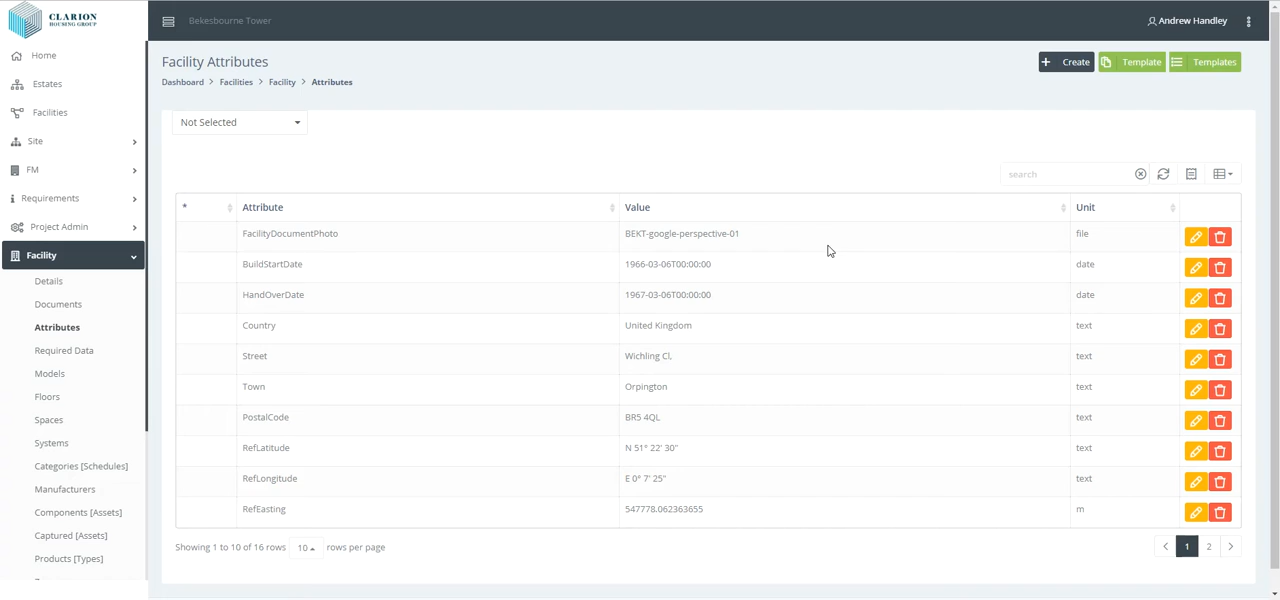 CLARION
HOUSING GROUP
Bekesbourne Tower
Andrew Handley
Home
Estates
Facilities
Site
FM
Requirements
Project Admin
Facility
Details
Documents
Attributes
Required Data
Models
Floors
Spaces
Systems
Categories [Schedules]
Manufacturers
Components [Assets]
Captured [Assets]
Products [Types]
Facility Attributes
Create Template Templates
Dashboard > Facilities > Facility > Attributes
Not Selected
search
* Attribute Value Unit
FacilityDocumentPhoto BEKT-google-perspective-01 file
BuildStartDate 1966-03-06T00:00:00 date
HandOverDate 1967-03-06T00:00:00 date
Country United Kingdom text
Street Wichling Cl, text
Town Orpington text
PostalCode BR5 4QL text
RefLatitude N 51° 22' 30" text
RefLongitude E 0° 7' 25" text
RefEasting 547778.062363655 m
Showing 1 to 10 of 16 rows 10 rows per page
1 2